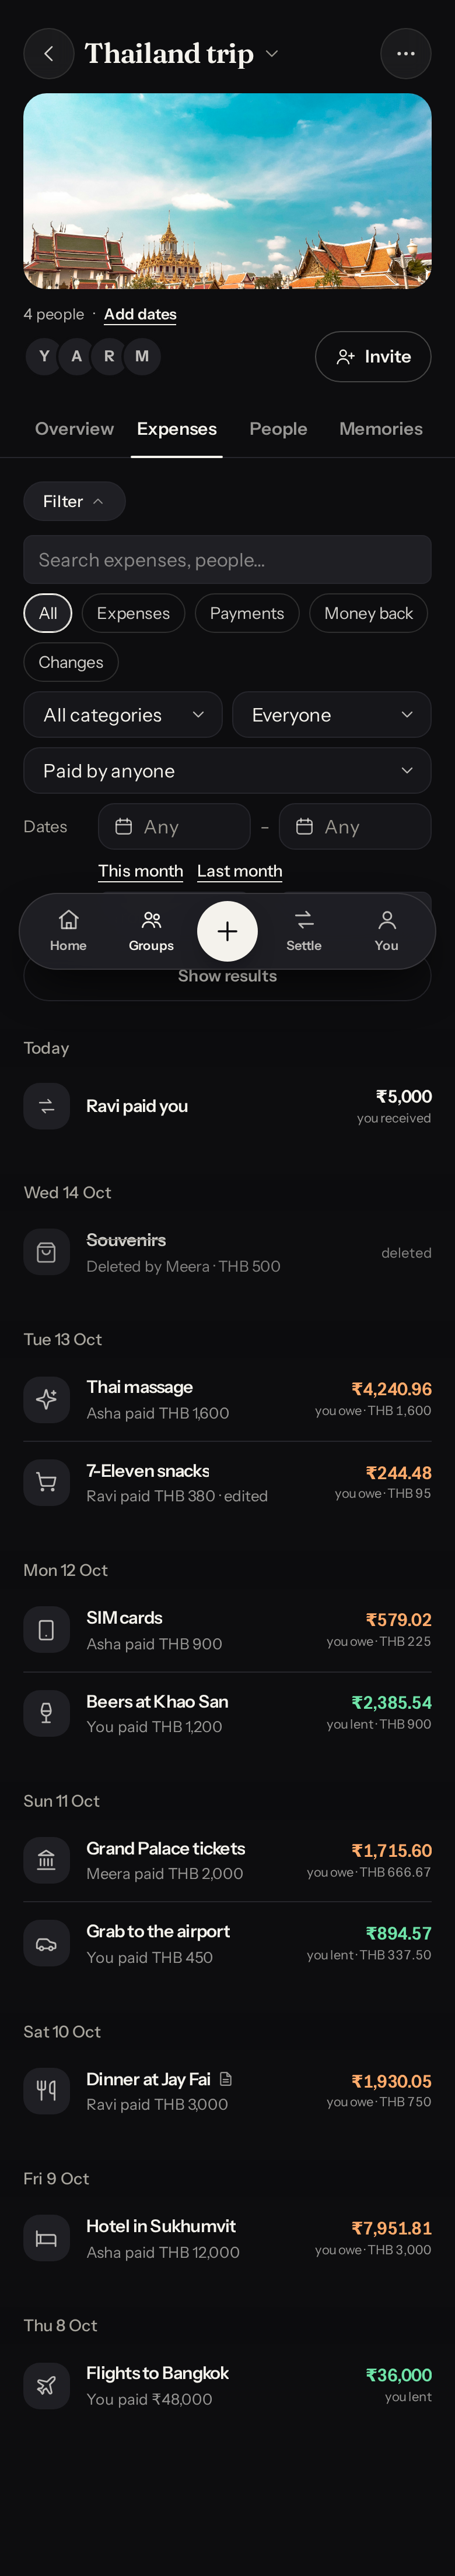 Thailand trip
4 people · Add dates
Y A R M
Invite
Overview Expenses People Memories
Filter
Search expenses, people...
All Expenses Payments Money back
Changes
All categories Everyone
Paid by anyone
Dates Any – Any
This month Last month
Home Groups Settle You
Show results
Today
Ravi paid you ₹5,000
you received
Wed 14 Oct
Souvenirs
Deleted by Meera · THB 500 deleted
Tue 13 Oct
Thai massage ₹4,240.96
Asha paid THB 1,600 you owe · THB 1,600
7-Eleven snacks ₹244.48
Ravi paid THB 380 · edited you owe · THB 95
Mon 12 Oct
SIM cards ₹579.02
Asha paid THB 900 you owe · THB 225
Beers at Khao San ₹2,385.54
You paid THB 1,200 you lent · THB 900
Sun 11 Oct
Grand Palace tickets ₹1,715.60
Meera paid THB 2,000 you owe · THB 666.67
Grab to the airport ₹894.57
You paid THB 450 you lent · THB 337.50
Sat 10 Oct
Dinner at Jay Fai ₹1,930.05
Ravi paid THB 3,000 you owe · THB 750
Fri 9 Oct
Hotel in Sukhumvit ₹7,951.81
Asha paid THB 12,000 you owe · THB 3,000
Thu 8 Oct
Flights to Bangkok ₹36,000
You paid ₹48,000 you lent